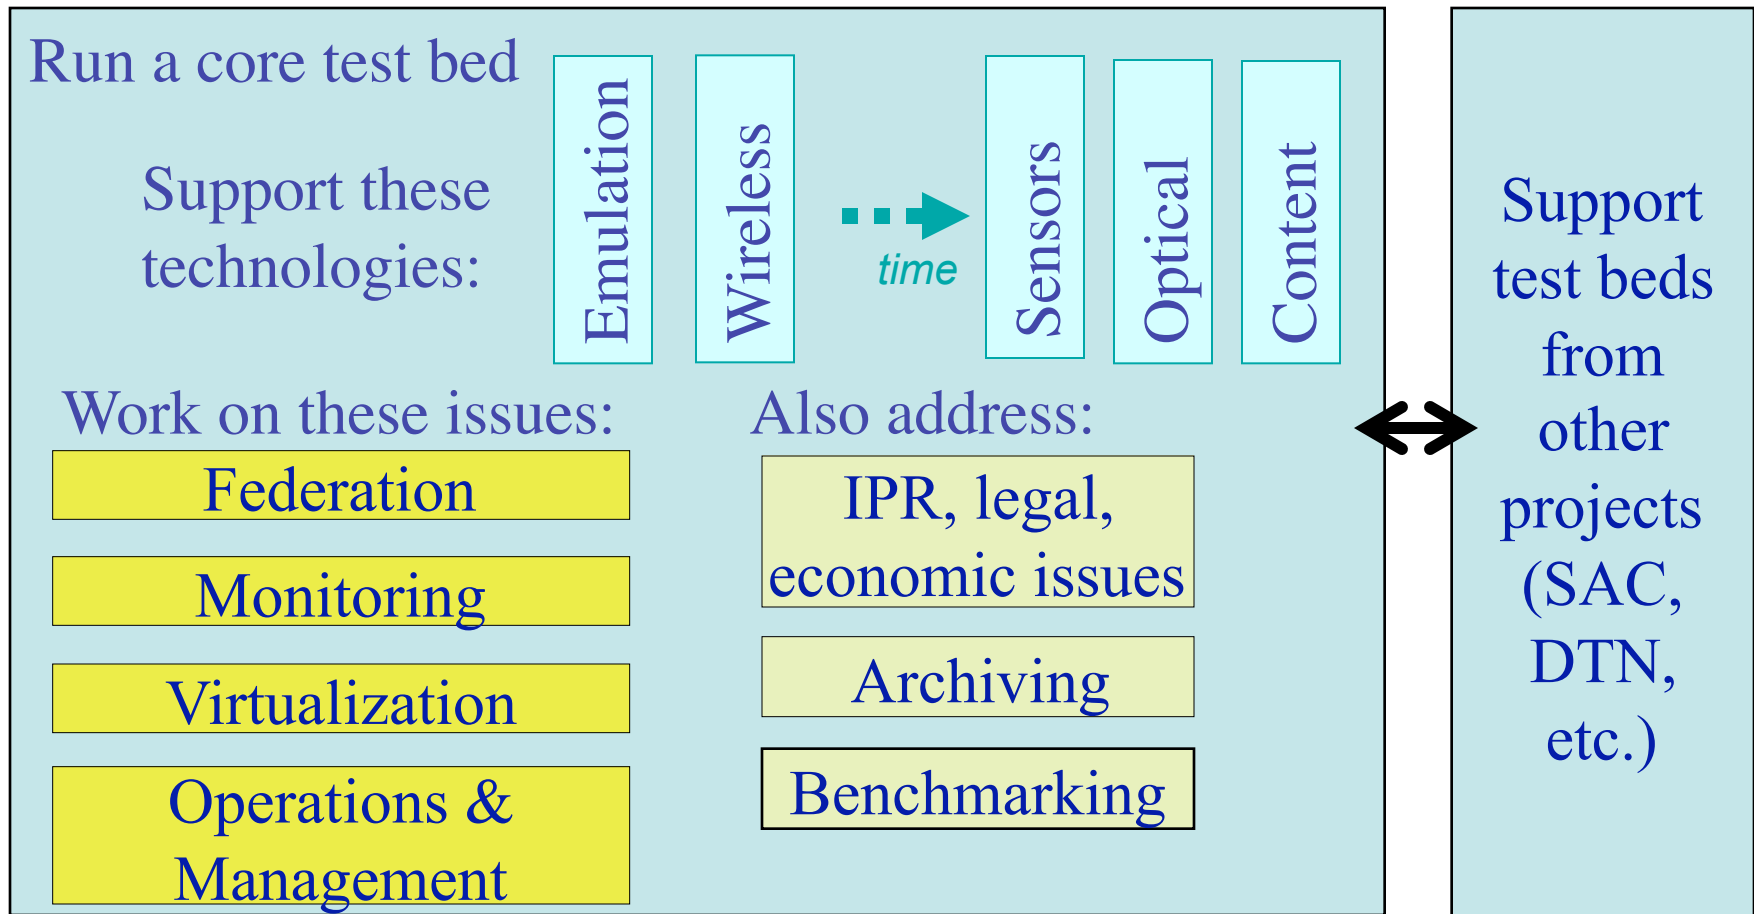 Run a core test bed
Support these
technologies:
Emulation
Wireless
time
Sensors
Optical
Content
Work on these issues:
Federation
Monitoring
Virtualization
Operations &
Management
Also address:
IPR, legal,
economic issues
Archiving
Benchmarking
Support
test beds
from
other
projects
(SAC,
DTN,
etc.)